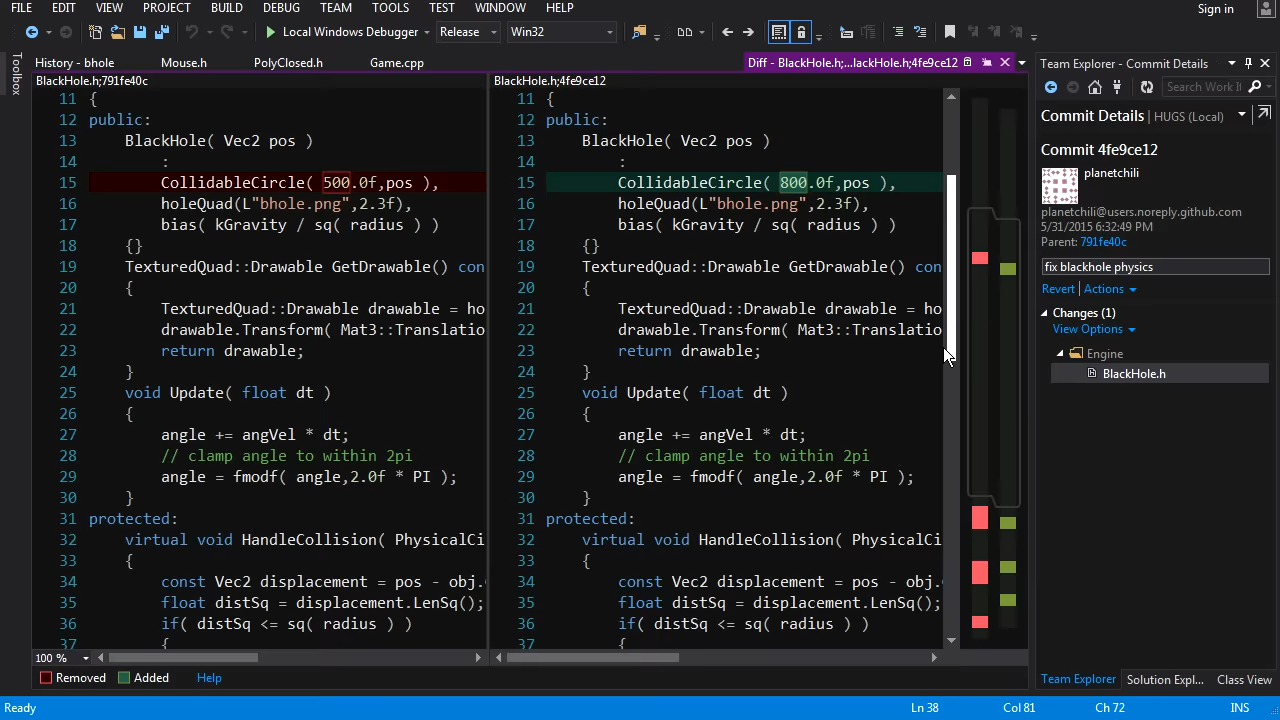 FILE EDIT VIEW PROJECT BUILD DEBUG TEAM TOOLS TEST WINDOW HELP Sign in
Local Windows Debugger Release Win32
History - bhole Mouse.h PolyClosed.h Game.cpp Diff - BlackHole.h;...lackHole.h;4fe9ce12
Toolbox
BlackHole.h;791fe40c
11 {
12 public:
13 BlackHole( Vec2 pos )
14 :
15 CollidableCircle( 500.0f,pos ),
16 holeQuad(L"bhole.png",2.3f),
17 bias( kGravity / sq( radius ) )
18 {}
19 TexturedQuad::Drawable GetDrawable() con
20 {
21 TexturedQuad::Drawable drawable = ho
22 drawable.Transform( Mat3::Translatio
23 return drawable;
24 }
25 void Update( float dt )
26 {
27 angle += angVel * dt;
28 // clamp angle to within 2pi
29 angle = fmodf( angle,2.0f * PI );
30 }
31 protected:
32 virtual void HandleCollision( PhysicalCi
33 {
34 const Vec2 displacement = pos - obj.
35 float distSq = displacement.LenSq();
36 if( distSq <= sq( radius ) )
37 {
100 %
BlackHole.h;4fe9ce12
11 {
12 public:
13 BlackHole( Vec2 pos )
14 :
15 CollidableCircle( 800.0f,pos ),
16 holeQuad(L"bhole.png",2.3f),
17 bias( kGravity / sq( radius ) )
18 {}
19 TexturedQuad::Drawable GetDrawable() con
20 {
21 TexturedQuad::Drawable drawable = ho
22 drawable.Transform( Mat3::Translatio
23 return drawable;
24 }
25 void Update( float dt )
26 {
27 angle += angVel * dt;
28 // clamp angle to within 2pi
29 angle = fmodf( angle,2.0f * PI );
30 }
31 protected:
32 virtual void HandleCollision( PhysicalCi
33 {
34 const Vec2 displacement = pos - obj.
35 float distSq = displacement.LenSq();
36 if( distSq <= sq( radius ) )
37 {
Removed Added Help
Team Explorer - Commit Details
Search Work It
Commit Details | HUGS (Local)
Commit 4fe9ce12
planetchili
planetchili@users.noreply.github.com
5/31/2015 6:32:49 PM
Parent: 791fe40c
fix blackhole physics
Revert | Actions
Changes (1)
View Options
Engine
BlackHole.h
Team Explorer Solution Expl... Class View
Ready Ln 38 Col 81 Ch 72 INS